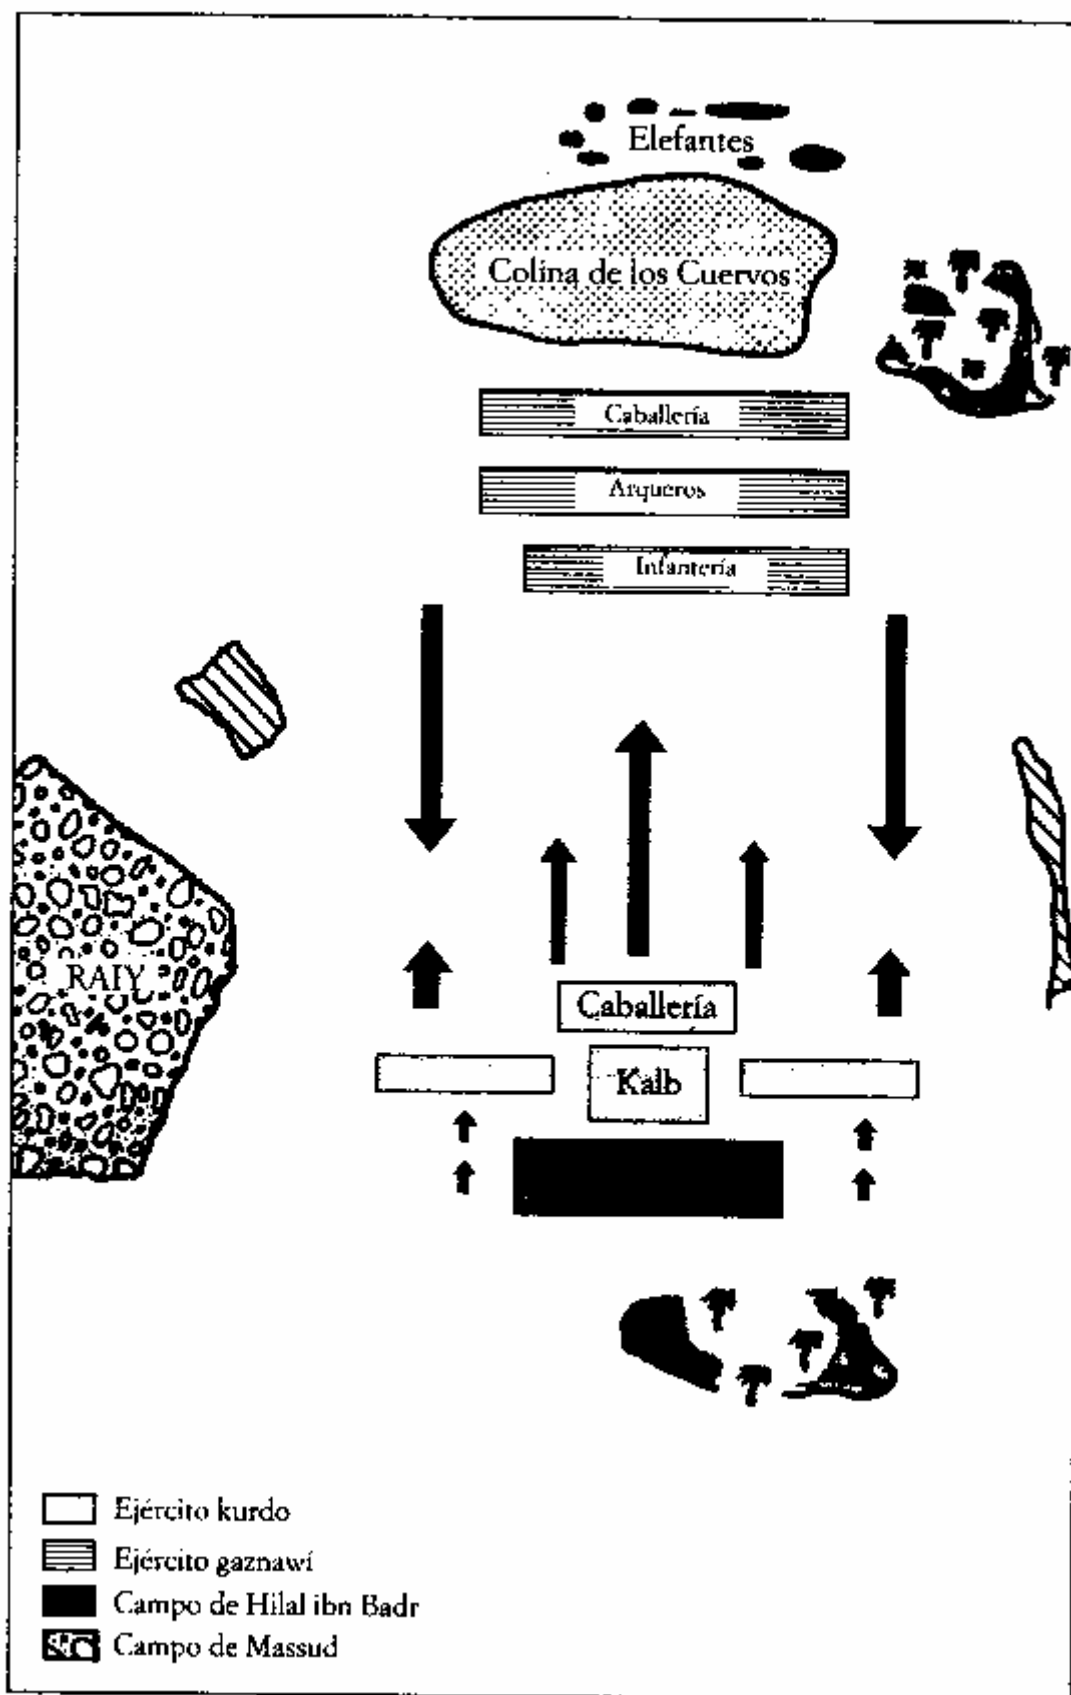 Elefantes
Colina de los Cuervos
Caballería
Arqueros
Infantería
RAIY
Caballería
Kalb
Ejército kurdo
Ejército gaznawí
Campo de Hilal ibn Badr
Campo de Massud